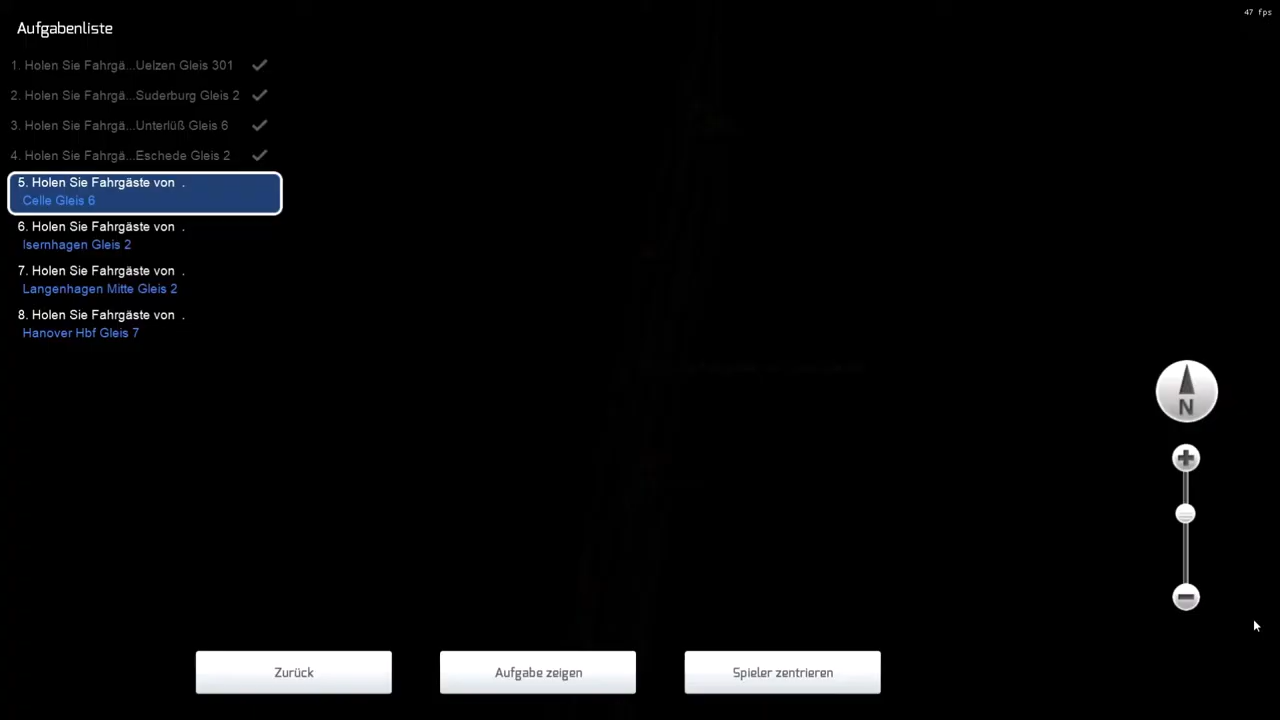 47 fps
Aufgabenliste
1. Holen Sie Fahrgä...Uelzen Gleis 301
2. Holen Sie Fahrgä...Suderburg Gleis 2
3. Holen Sie Fahrgä...Unterlüß Gleis 6
4. Holen Sie Fahrgä...Eschede Gleis 2
5. Holen Sie Fahrgäste von .
Celle Gleis 6
6. Holen Sie Fahrgäste von .
Isernhagen Gleis 2
7. Holen Sie Fahrgäste von .
Langenhagen Mitte Gleis 2
8. Holen Sie Fahrgäste von .
Hanover Hbf Gleis 7
N
Zurück
Aufgabe zeigen
Spieler zentrieren